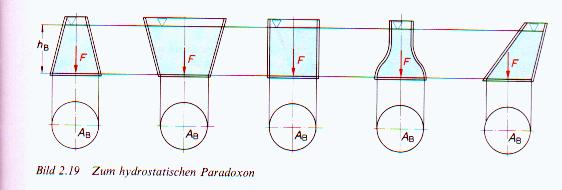 h_B
F F F F F
A_B A_B A_B A_B A_B
Bild 2.19 Zum hydrostatischen Paradoxon